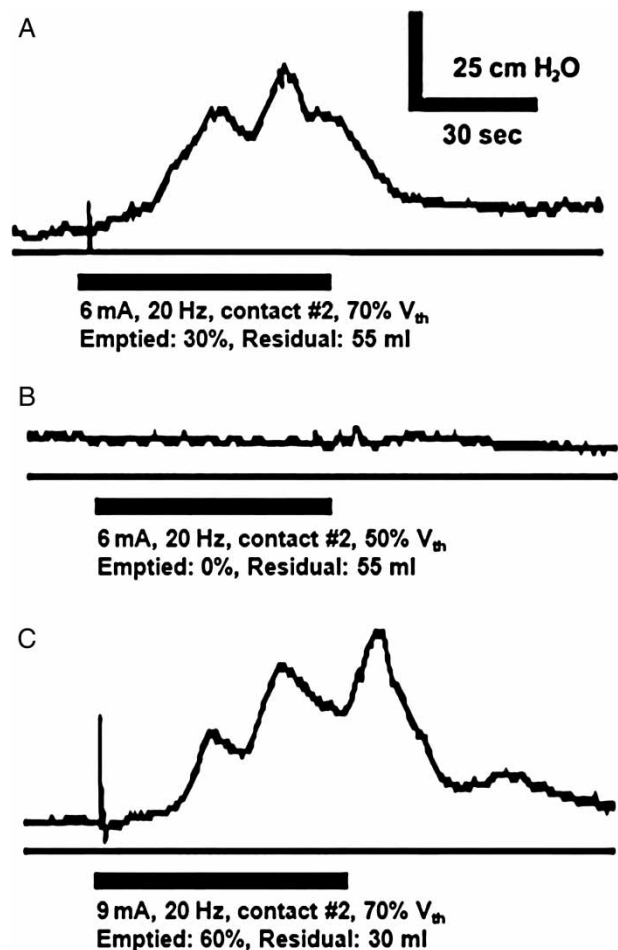 A
25 cm H₂O
30 sec
6 mA, 20 Hz, contact #2, 70% Vth
Emptied: 30%, Residual: 55 ml
B
6 mA, 20 Hz, contact #2, 50% Vth
Emptied: 0%, Residual: 55 ml
C
9 mA, 20 Hz, contact #2, 70% Vth
Emptied: 60%, Residual: 30 ml